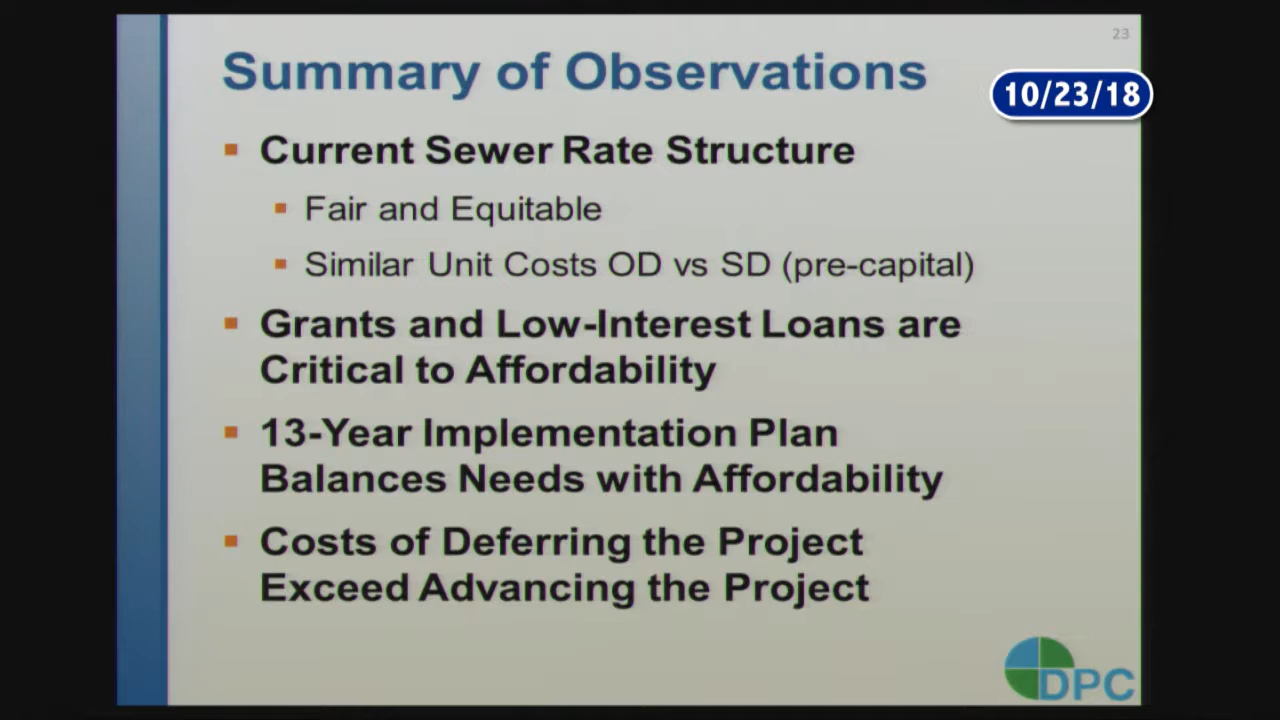 23
Summary of Observations
10/23/18
Current Sewer Rate Structure
Fair and Equitable
Similar Unit Costs OD vs SD (pre-capital)
Grants and Low-Interest Loans are
Critical to Affordability
13-Year Implementation Plan
Balances Needs with Affordability
Costs of Deferring the Project
Exceed Advancing the Project
DPC